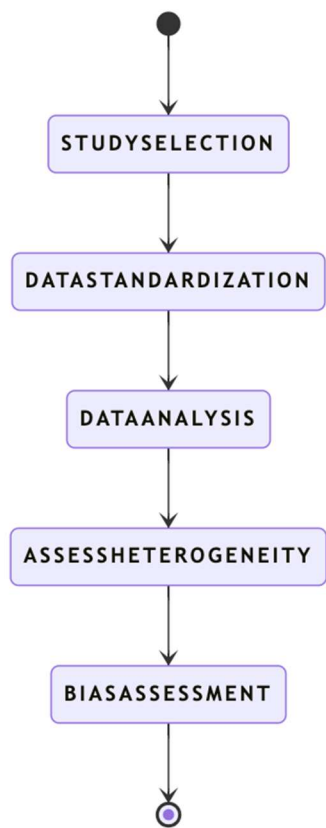 STUDYSELECTION
DATASTANDARDIZATION
DATAANALYSIS
ASSESSHETEROGENEITY
BIASASSESSMENT